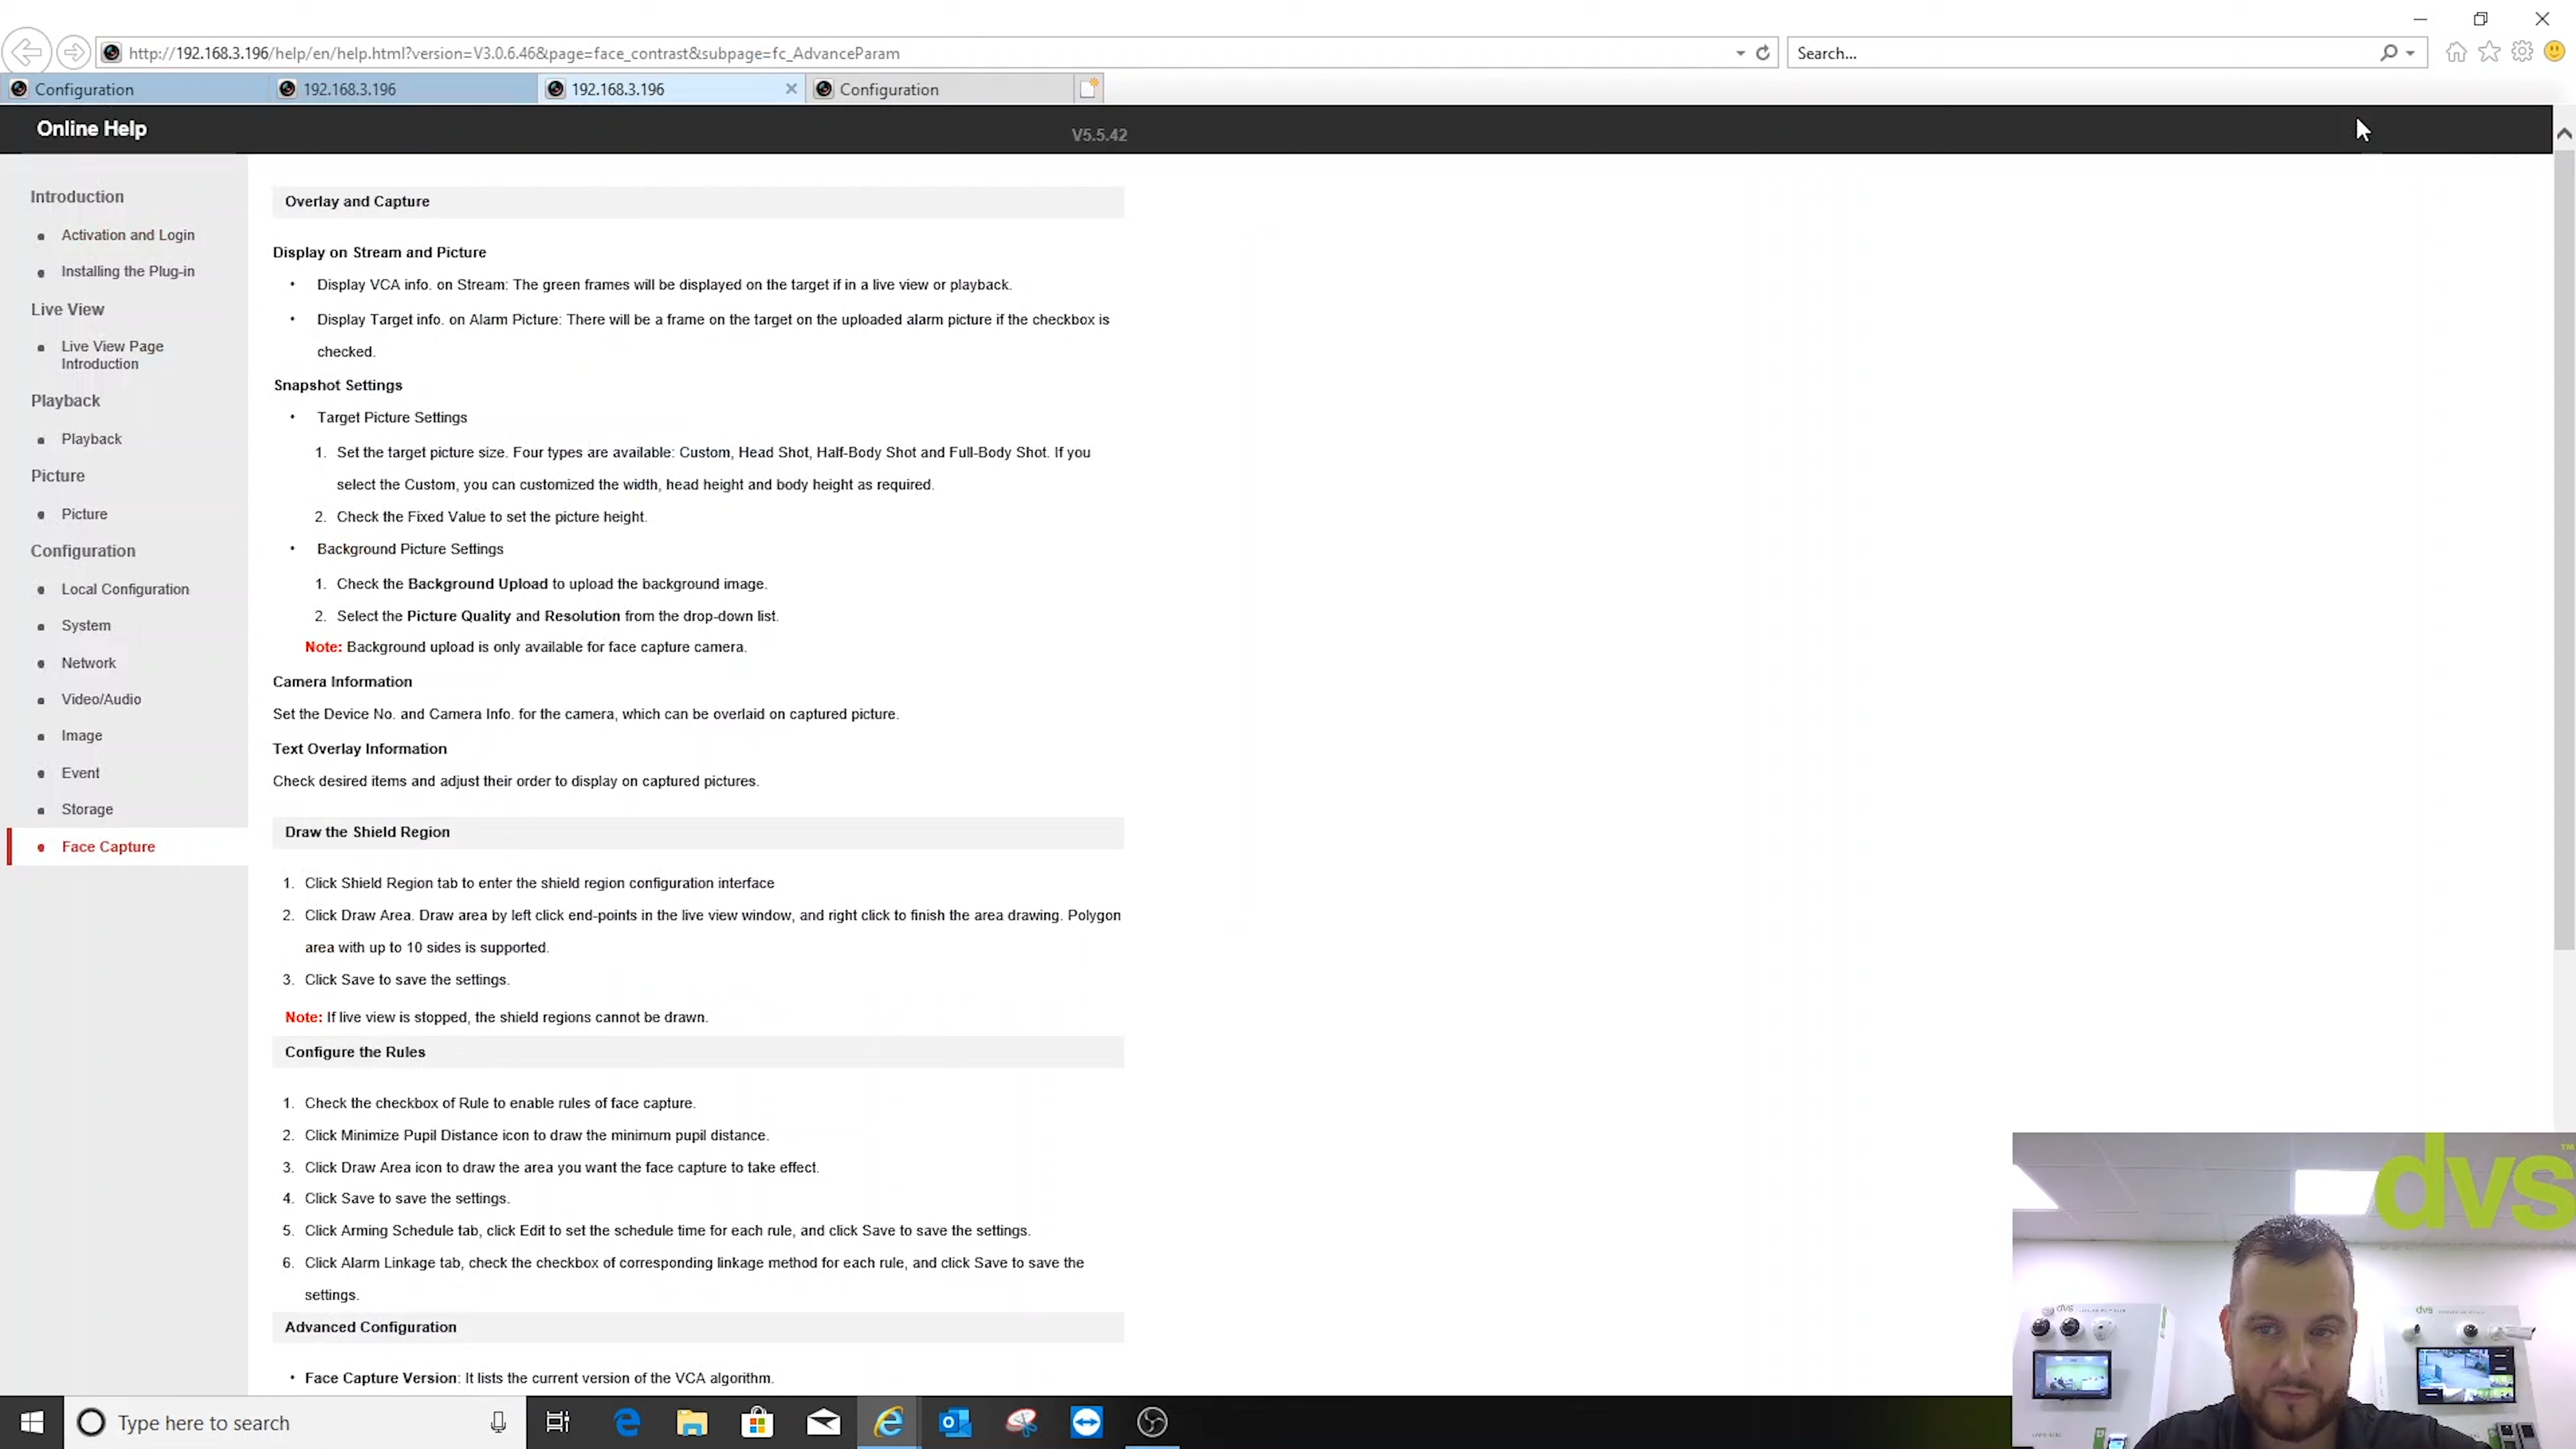 http://192.168.3.196/help/en/help.html?version=V3.0.6.46&page=face_contrast&subpage=fc_AdvanceParam
Search...
Configuration
192.168.3.196
192.168.3.196
Configuration
Online Help
V5.5.42
Introduction
Activation and Login
Installing the Plug-in
Live View
Live View Page
Introduction
Playback
Playback
Picture
Picture
Configuration
Local Configuration
System
Network
Video/Audio
Image
Event
Storage
Face Capture
Overlay and Capture
Display on Stream and Picture
• Display VCA info. on Stream: The green frames will be displayed on the target if in a live view or playback.
• Display Target info. on Alarm Picture: There will be a frame on the target on the uploaded alarm picture if the checkbox is
checked.
Snapshot Settings
• Target Picture Settings
1. Set the target picture size. Four types are available: Custom, Head Shot, Half-Body Shot and Full-Body Shot. If you
select the Custom, you can customized the width, head height and body height as required.
2. Check the Fixed Value to set the picture height.
• Background Picture Settings
1. Check the Background Upload to upload the background image.
2. Select the Picture Quality and Resolution from the drop-down list.
Note: Background upload is only available for face capture camera.
Camera Information
Set the Device No. and Camera Info. for the camera, which can be overlaid on captured picture.
Text Overlay Information
Check desired items and adjust their order to display on captured pictures.
Draw the Shield Region
1. Click Shield Region tab to enter the shield region configuration interface
2. Click Draw Area. Draw area by left click end-points in the live view window, and right click to finish the area drawing. Polygon
area with up to 10 sides is supported.
3. Click Save to save the settings.
Note: If live view is stopped, the shield regions cannot be drawn.
Configure the Rules
1. Check the checkbox of Rule to enable rules of face capture.
2. Click Minimize Pupil Distance icon to draw the minimum pupil distance.
3. Click Draw Area icon to draw the area you want the face capture to take effect.
4. Click Save to save the settings.
5. Click Arming Schedule tab, click Edit to set the schedule time for each rule, and click Save to save the settings.
6. Click Alarm Linkage tab, check the checkbox of corresponding linkage method for each rule, and click Save to save the
settings.
Advanced Configuration
• Face Capture Version: It lists the current version of the VCA algorithm.
dvs™
dvs
dvs
Type here to search